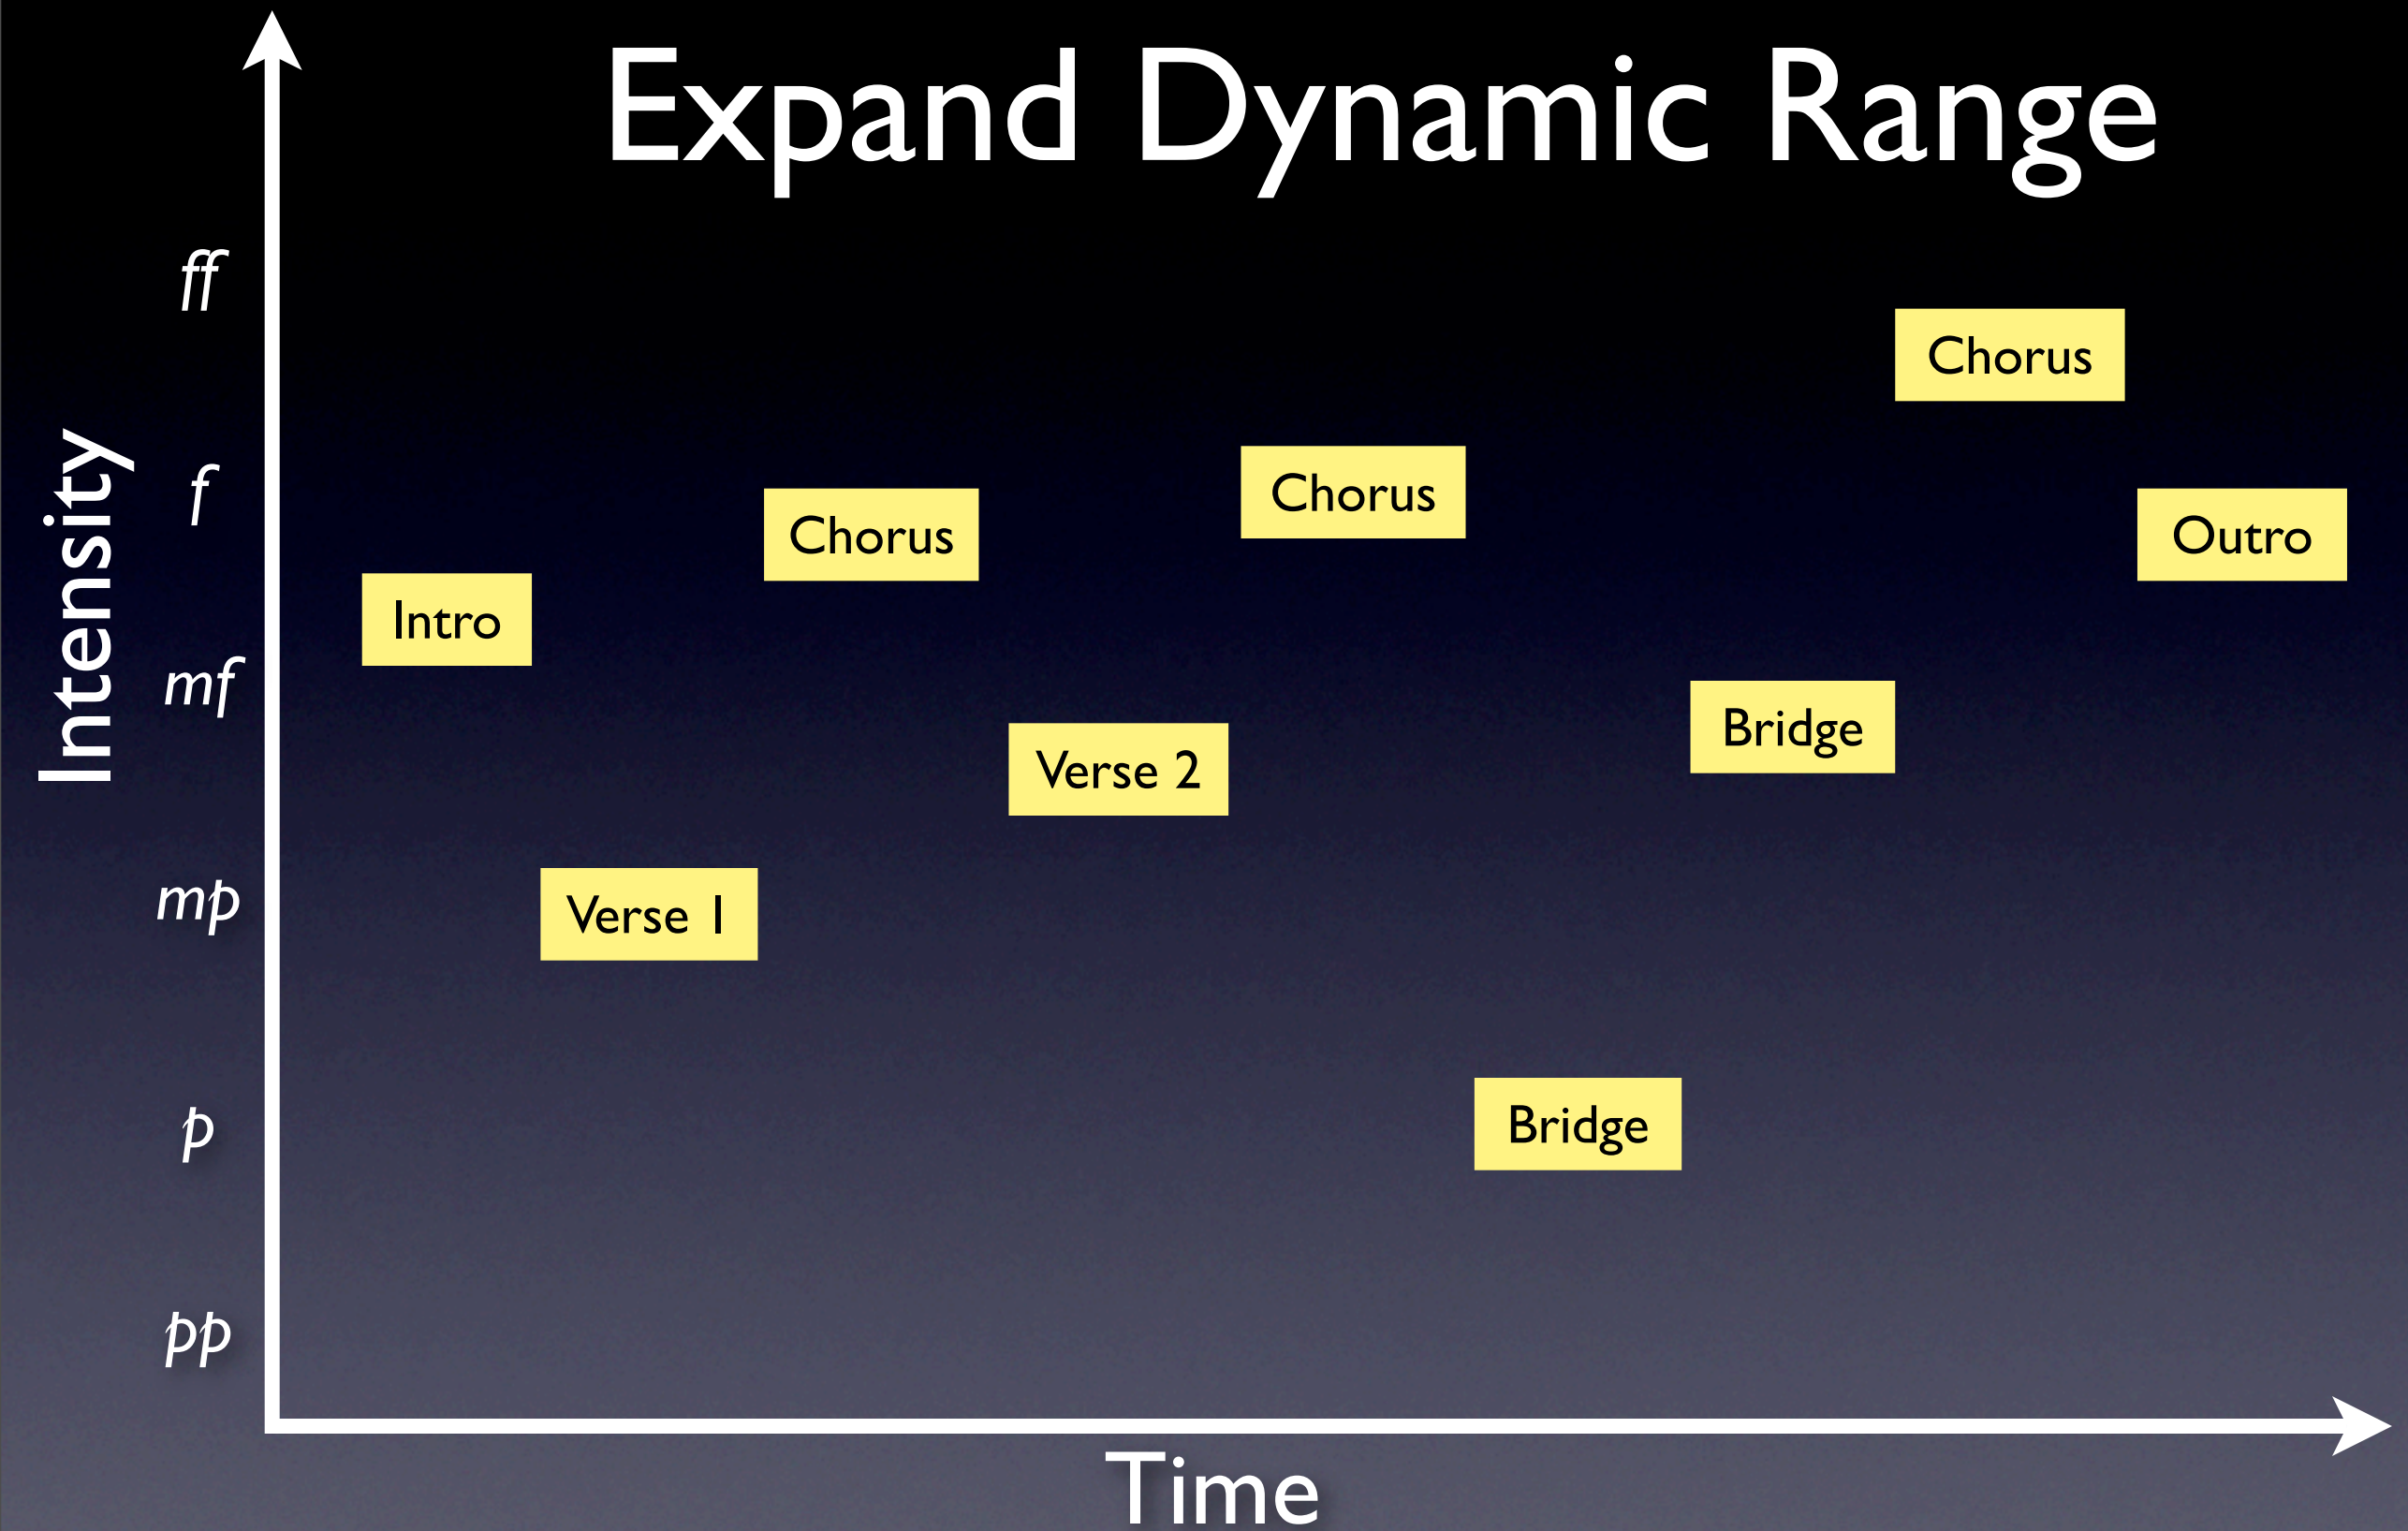 Expand Dynamic Range
Intensity
ff
f
mf
mp
p
pp
Intro
Verse 1
Chorus
Verse 2
Chorus
Bridge
Bridge
Chorus
Outro
Time